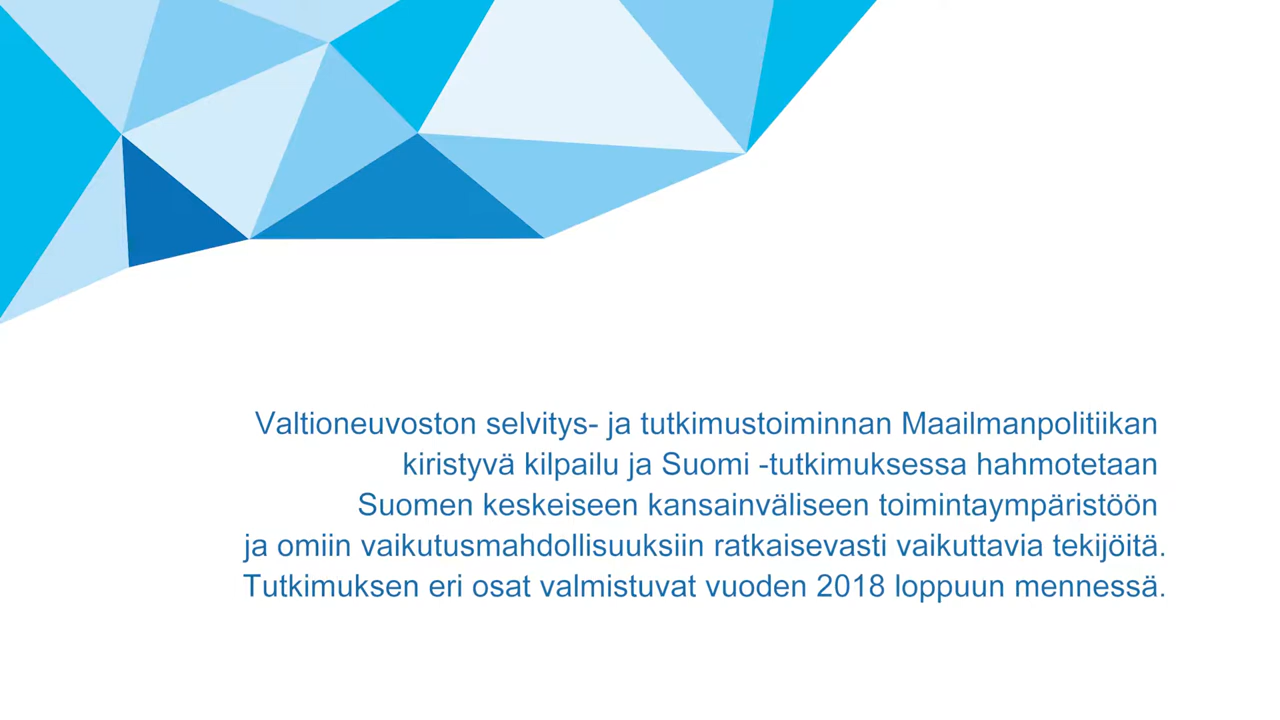 Valtioneuvoston selvitys- ja tutkimustoiminnan Maailmanpolitiikan
kiristyvä kilpailu ja Suomi -tutkimuksessa hahmotetaan
Suomen keskeiseen kansainväliseen toimintaympäristöön
ja omiin vaikutusmahdollisuuksiin ratkaisevasti vaikuttavia tekijöitä.
Tutkimuksen eri osat valmistuvat vuoden 2018 loppuun mennessä.